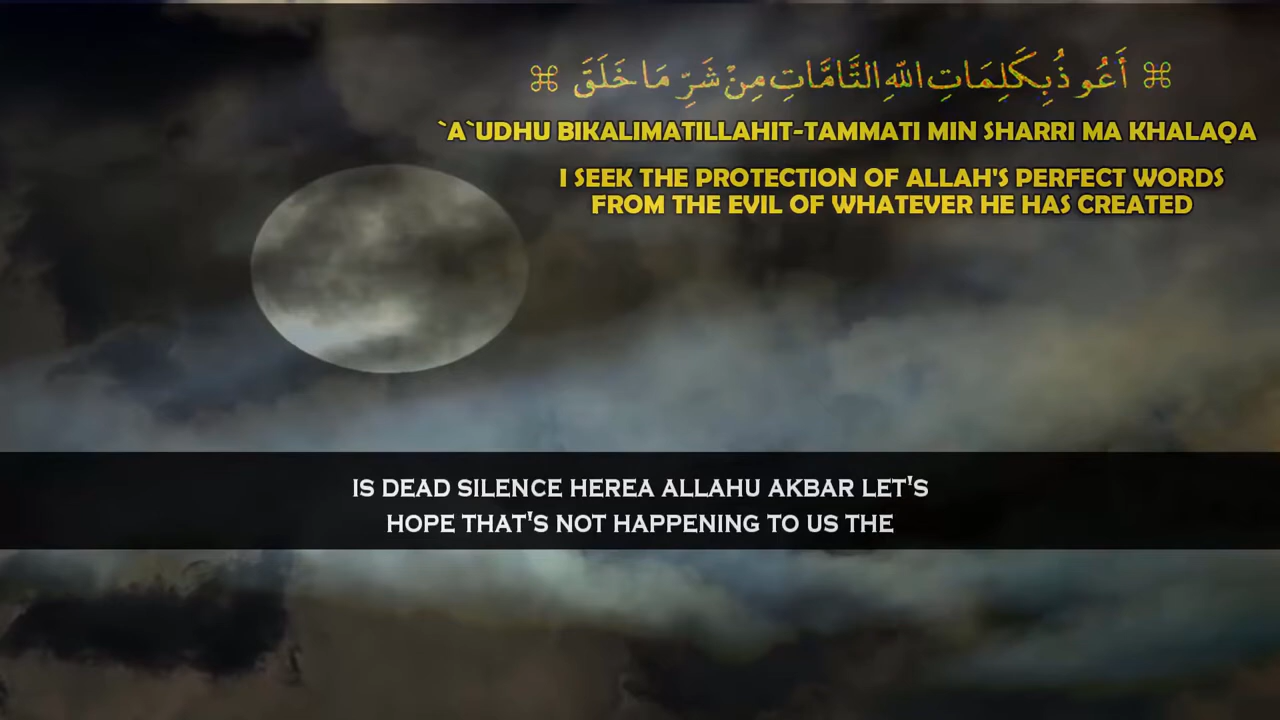 ⌘ أَعُوذُ بِكَلِمَاتِ اللّٰهِ التَّامَّاتِ مِنْ شَرِّ مَا خَلَقَ ⌘
`A`UDHU BIKALIMATILLAHIT-TAMMATI MIN SHARRI MA KHALAQA
I SEEK THE PROTECTION OF ALLAH'S PERFECT WORDS
FROM THE EVIL OF WHATEVER HE HAS CREATED
IS DEAD SILENCE HEREA ALLAHU AKBAR LET'S
HOPE THAT'S NOT HAPPENING TO US THE